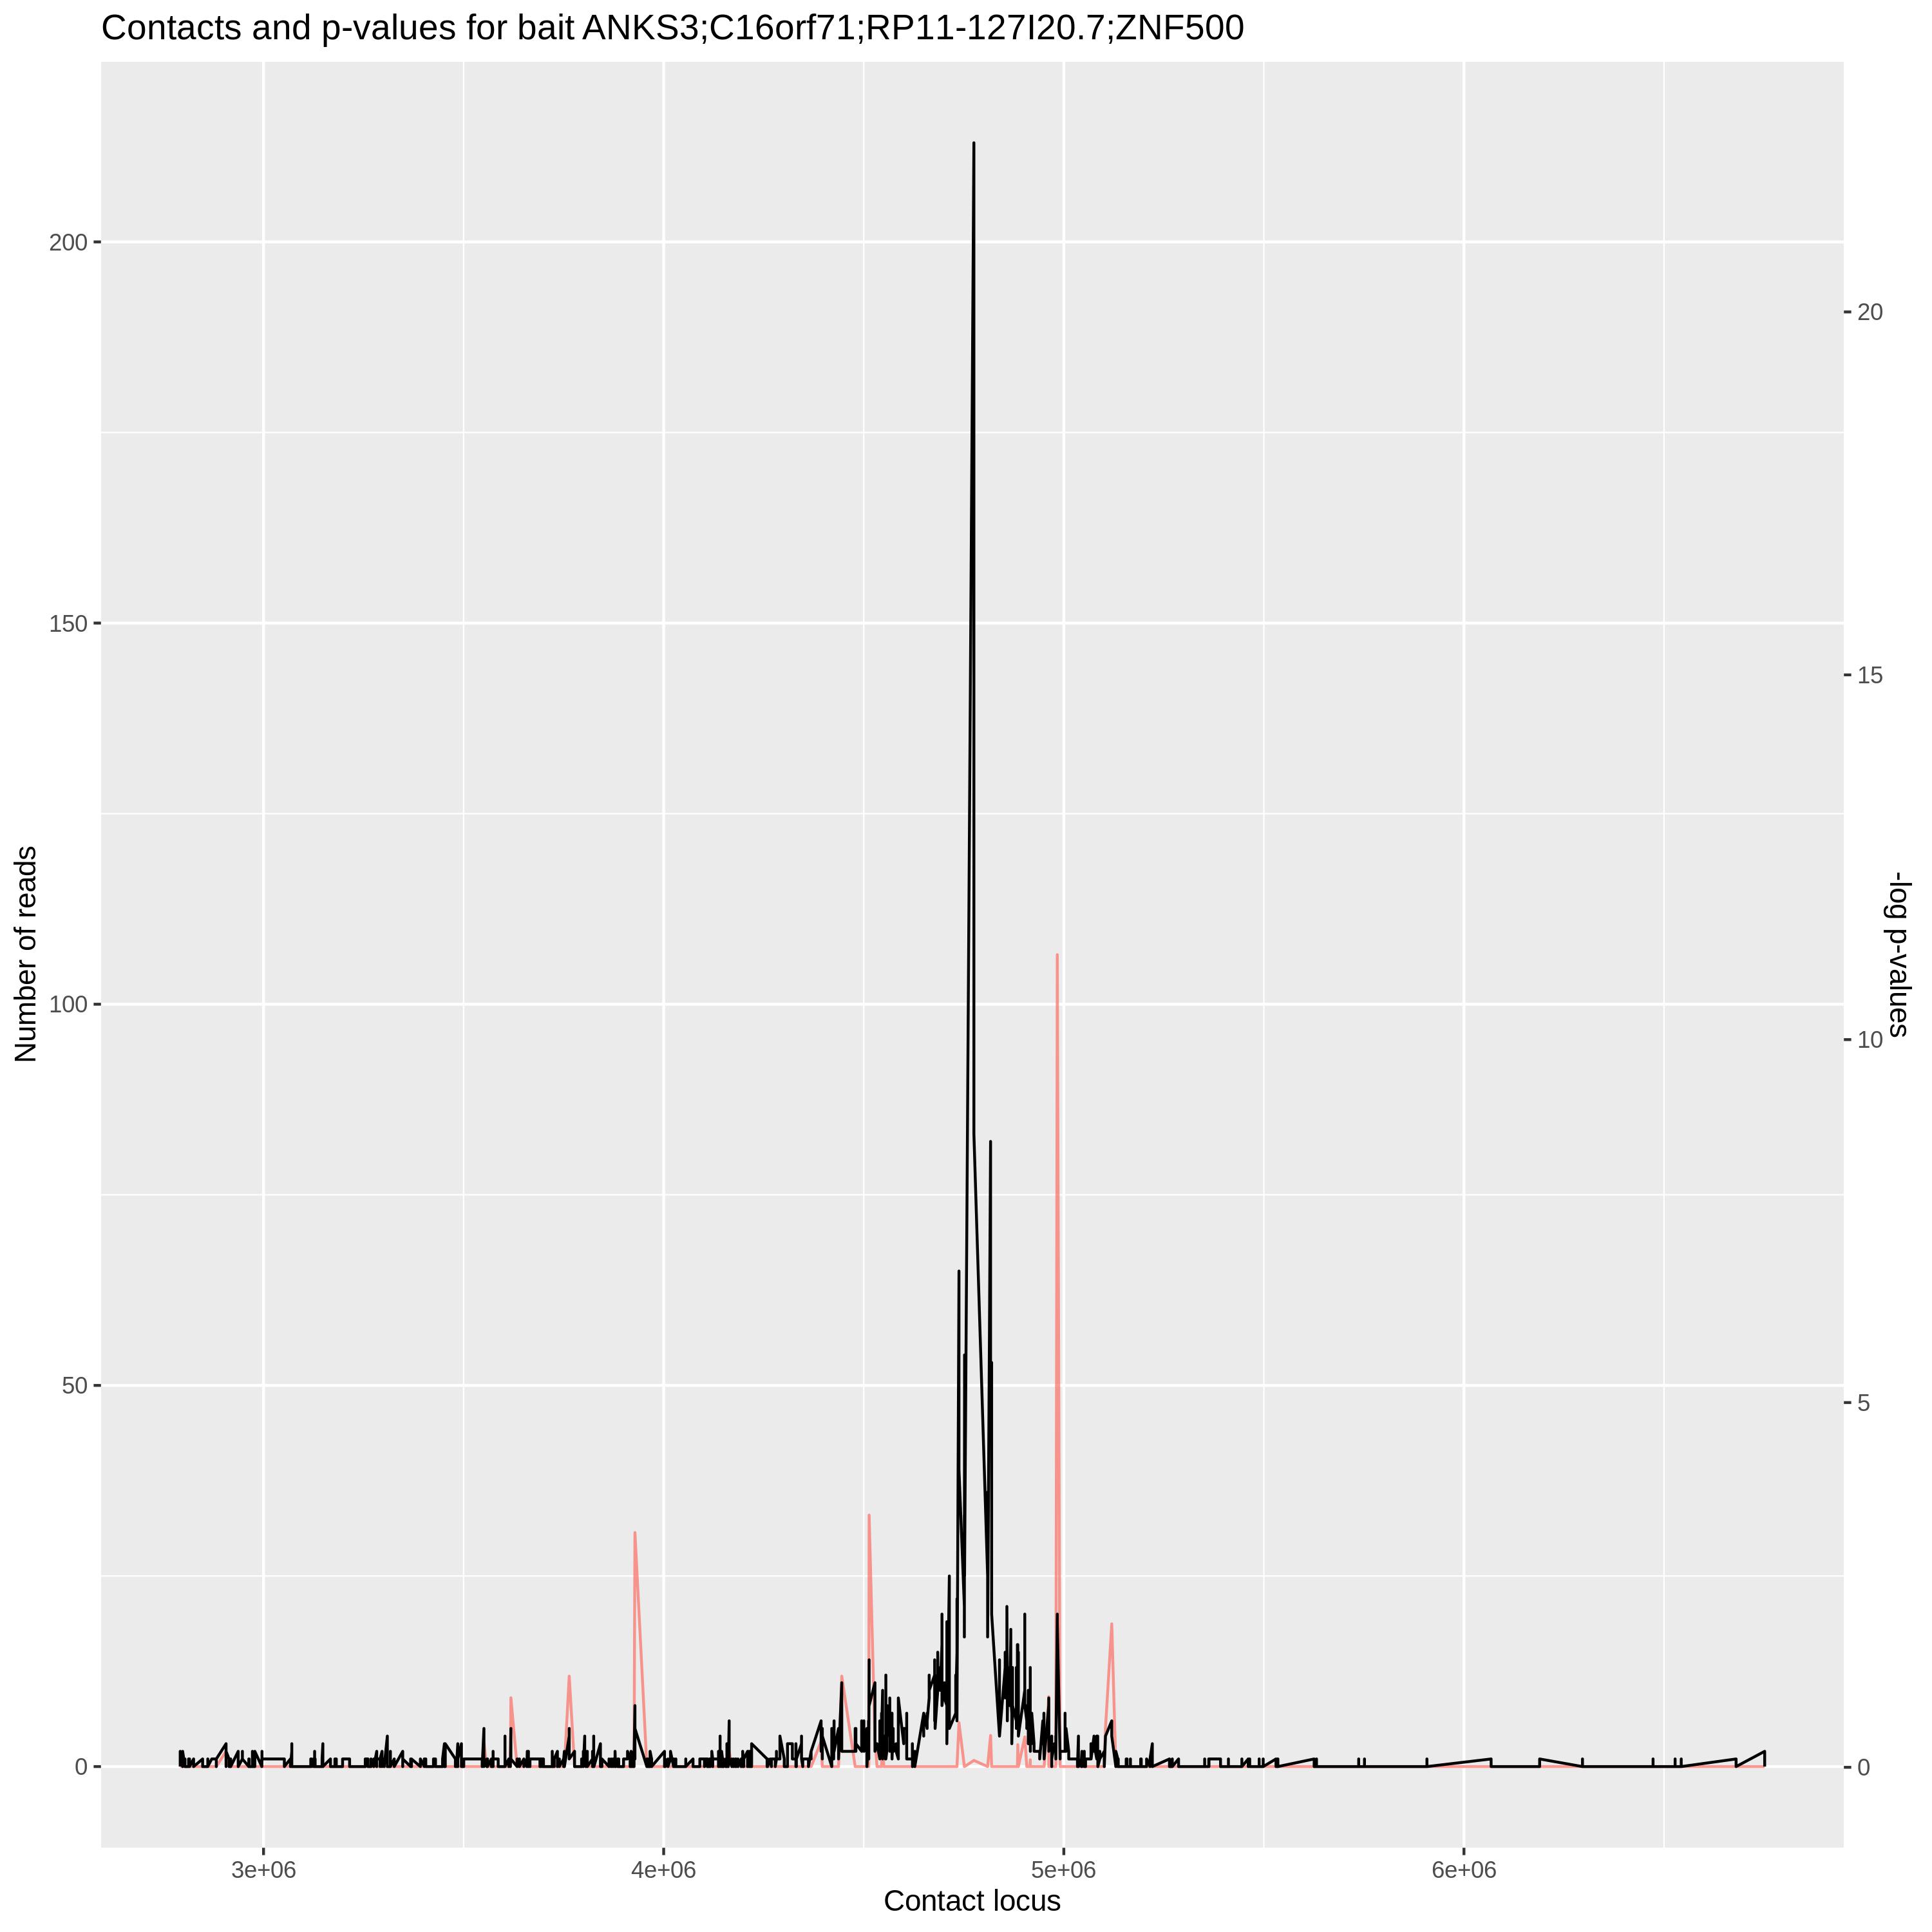 Contacts and p-values for bait ANKS3;C16orf71;RP11-127I20.7;ZNF500
200
150
100
50
0
Number of reads
20
15
10
5
0
-log p-values
3e+06 4e+06 5e+06 6e+06
Contact locus